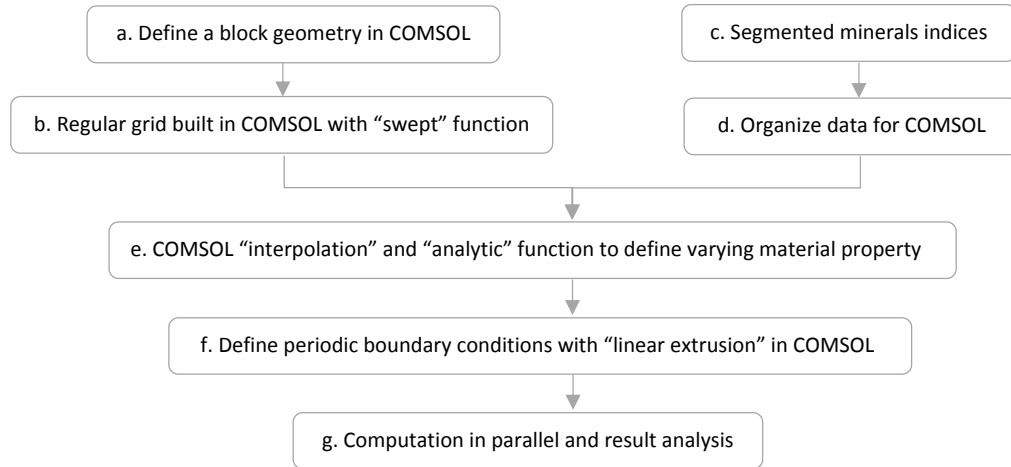 a. Define a block geometry in COMSOL
c. Segmented minerals indices
b. Regular grid built in COMSOL with “swept” function
d. Organize data for COMSOL
e. COMSOL “interpolation” and “analytic” function to define varying material property
f. Define periodic boundary conditions with “linear extrusion” in COMSOL
g. Computation in parallel and result analysis